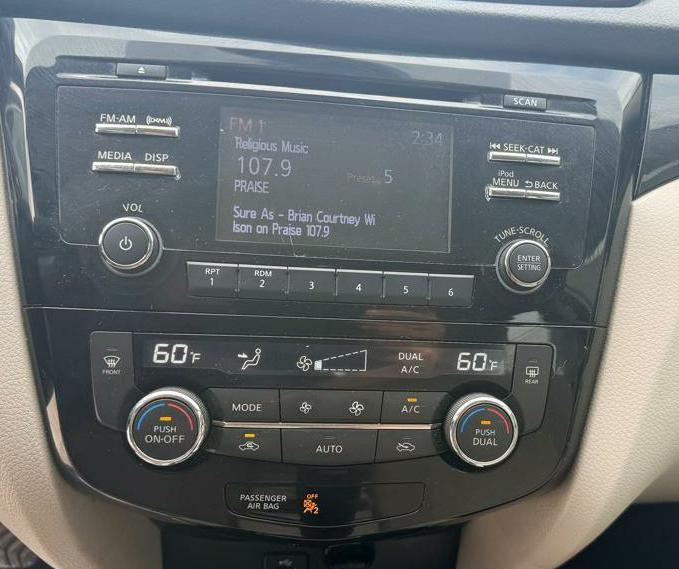 SCAN
FM·AM ((SXM))
MEDIA DISP
VOL
FM 1 2:34
Religious Music
107.9
Preset 5
PRAISE
Sure As - Brian Courtney Wi
lson on Praise 107.9
SEEK·CAT
iPod
MENU BACK
TUNE·SCROLL
ENTER
SETTING
RPT
1
RDM
2
3
4
5
6
FRONT
60°F
DUAL
A/C
60°F
REAR
PUSH
ON·OFF
MODE
A/C
AUTO
PUSH
DUAL
PASSENGER
AIR BAG
OFF
2